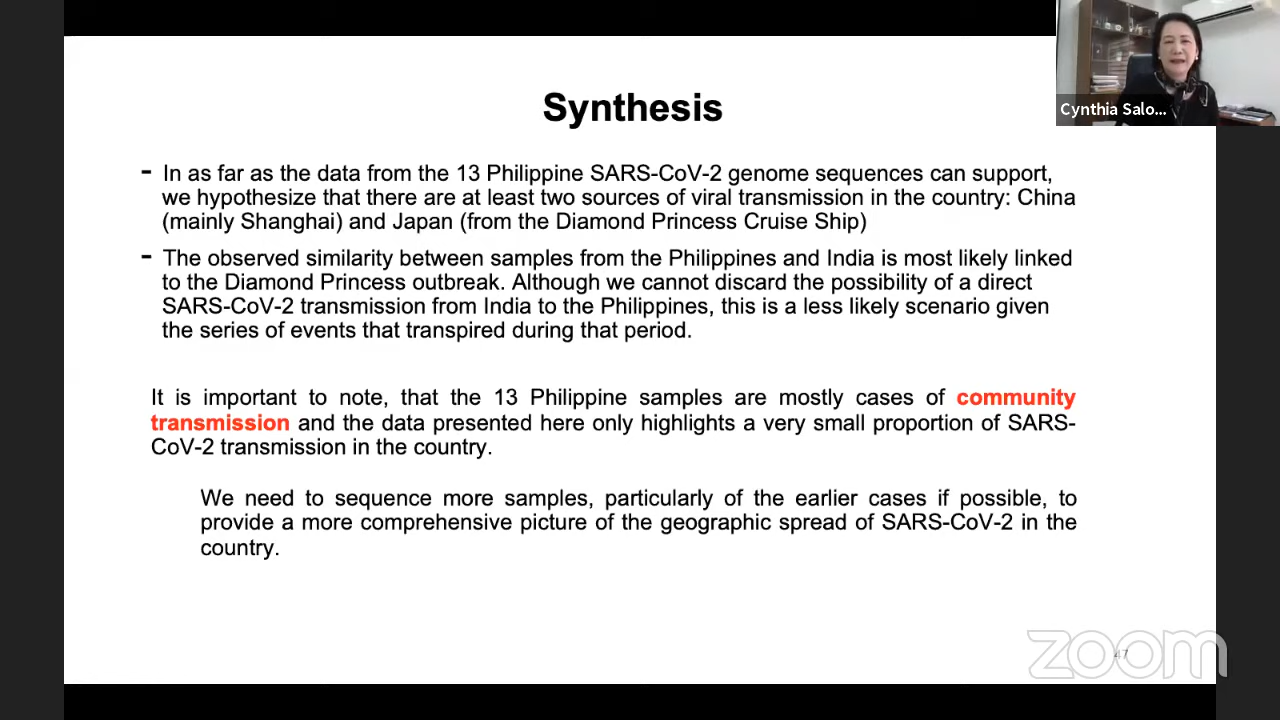 Synthesis
- In as far as the data from the 13 Philippine SARS-CoV-2 genome sequences can support,
we hypothesize that there are at least two sources of viral transmission in the country: China
(mainly Shanghai) and Japan (from the Diamond Princess Cruise Ship)
- The observed similarity between samples from the Philippines and India is most likely linked
to the Diamond Princess outbreak. Although we cannot discard the possibility of a direct
SARS-CoV-2 transmission from India to the Philippines, this is a less likely scenario given
the series of events that transpired during that period.
It is important to note, that the 13 Philippine samples are mostly cases of community
transmission and the data presented here only highlights a very small proportion of SARS-
CoV-2 transmission in the country.
We need to sequence more samples, particularly of the earlier cases if possible, to
provide a more comprehensive picture of the geographic spread of SARS-CoV-2 in the
country.
Cynthia Salo...
47
zoom